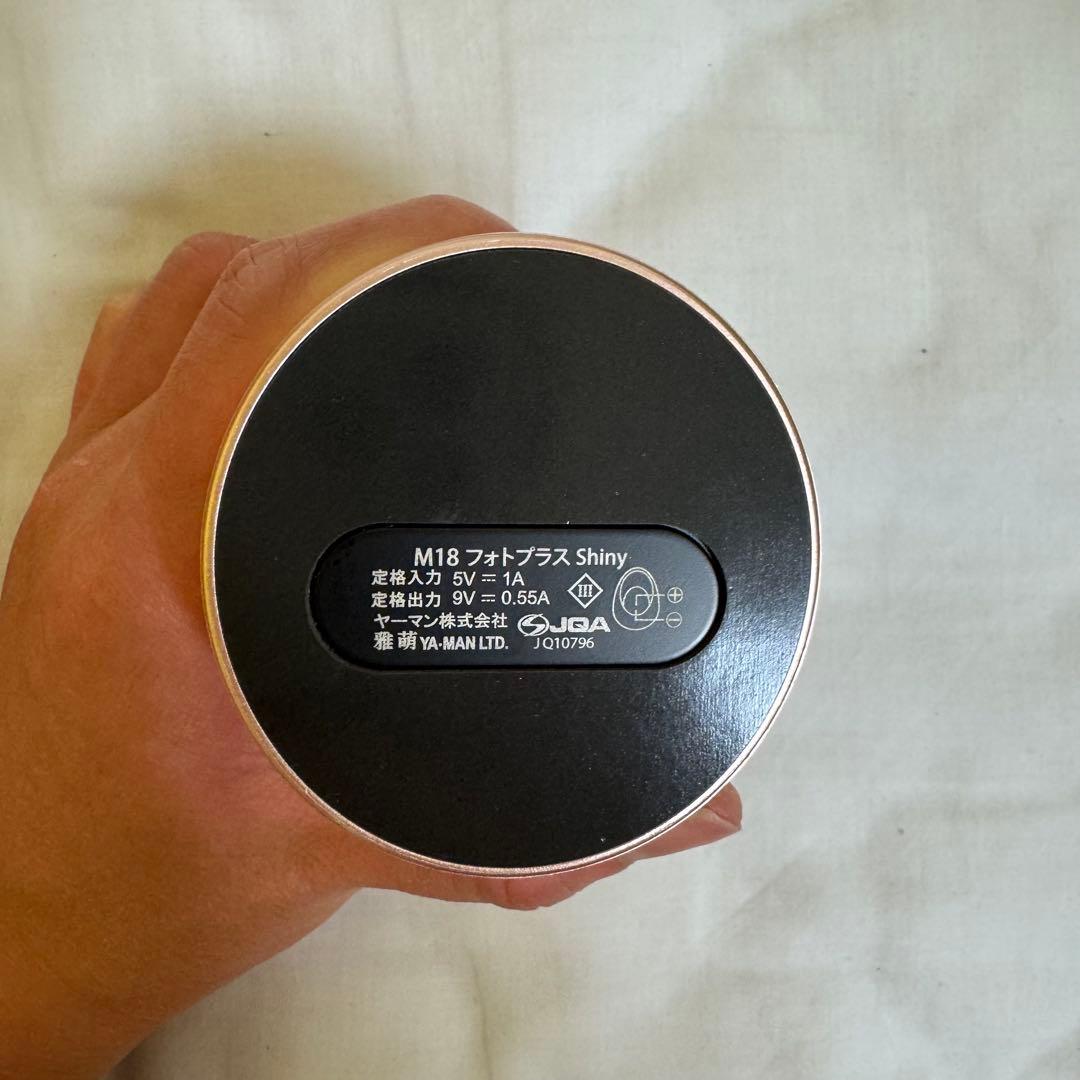 M18 フォトプラス Shiny
定格入力 5V ⎓ 1A
定格出力 9V ⎓ 0.55A
III
ヤーマン株式会社
雅萌 YA-MAN LTD.
JQA
JQ10796